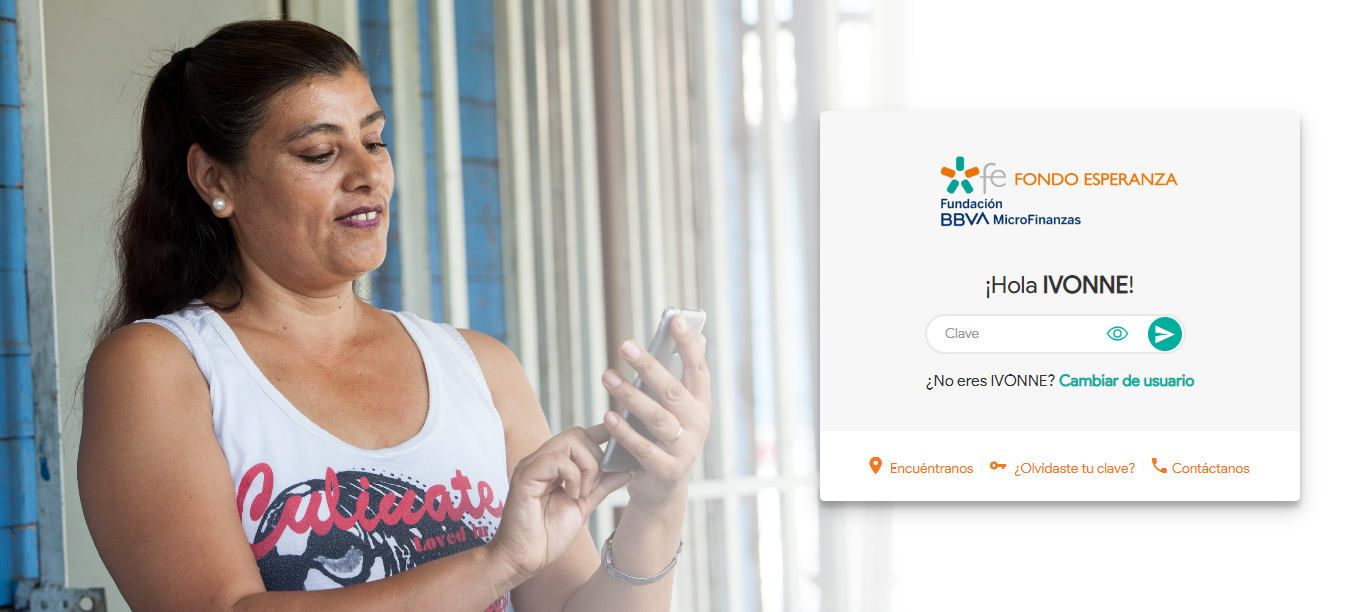 Culiuate
Loved in
fe FONDO ESPERANZA
Fundación
BBVA MicroFinanzas
¡Hola IVONNE!
Clave
¿No eres IVONNE? Cambiar de usuario
Encuéntranos
¿Olvidaste tu clave?
Contáctanos